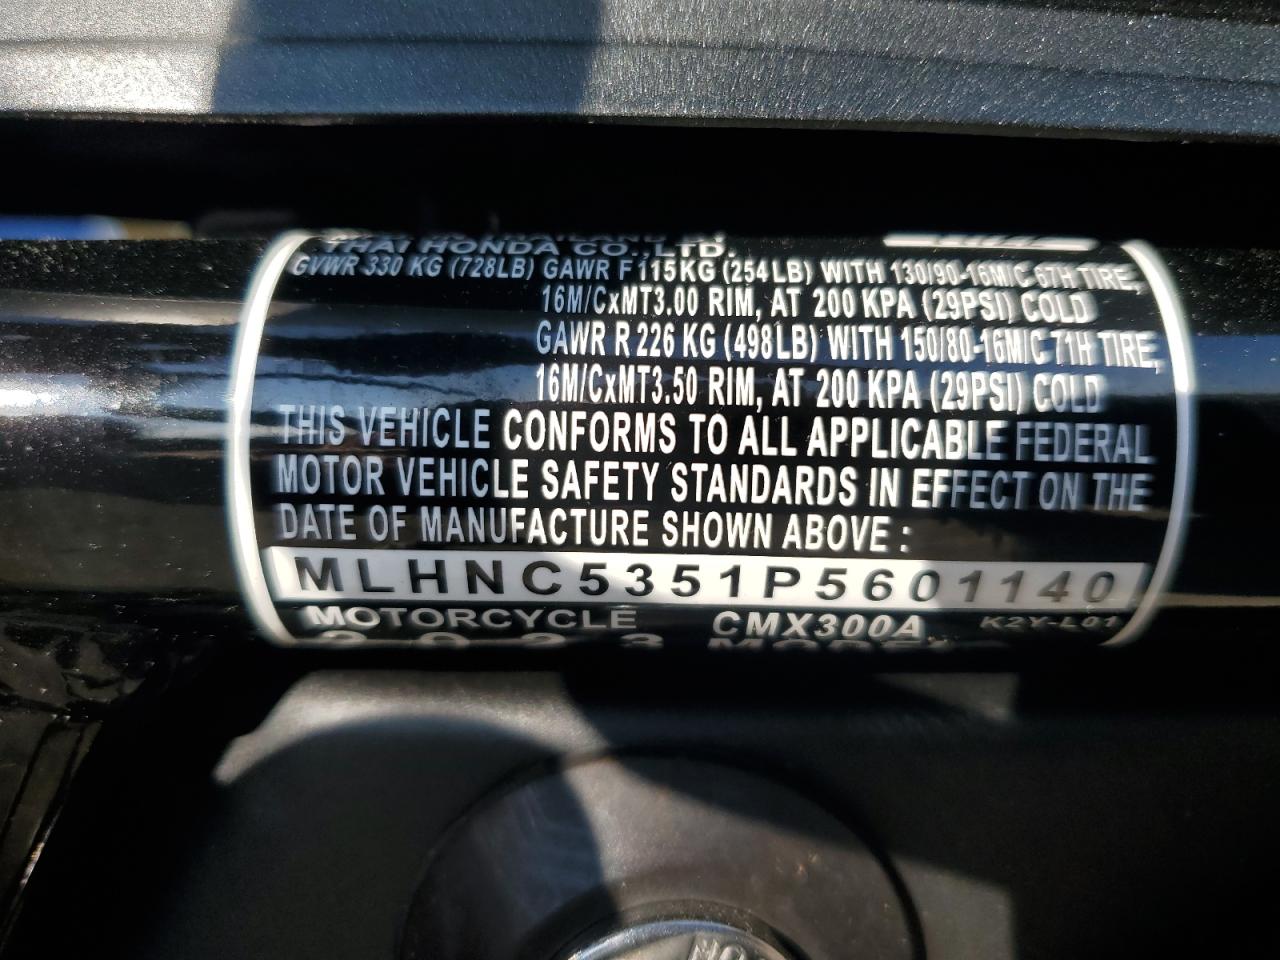 THAI HONDA CO., LTD.
GVWR 330 KG (728LB) GAWR F 115KG (254LB) WITH 130/90-16M/C 67H TIRE,
16M/CxMT3.00 RIM, AT 200 KPA (29PSI) COLD
GAWR R 226 KG (498LB) WITH 150/80-16M/C 71H TIRE,
16M/CxMT3.50 RIM, AT 200 KPA (29PSI) COLD
THIS VEHICLE CONFORMS TO ALL APPLICABLE FEDERAL
MOTOR VEHICLE SAFETY STANDARDS IN EFFECT ON THE
DATE OF MANUFACTURE SHOWN ABOVE :
MLHNC5351P5601140
MOTORCYCLE CMX300A K2Y-L01
2023 MODEL